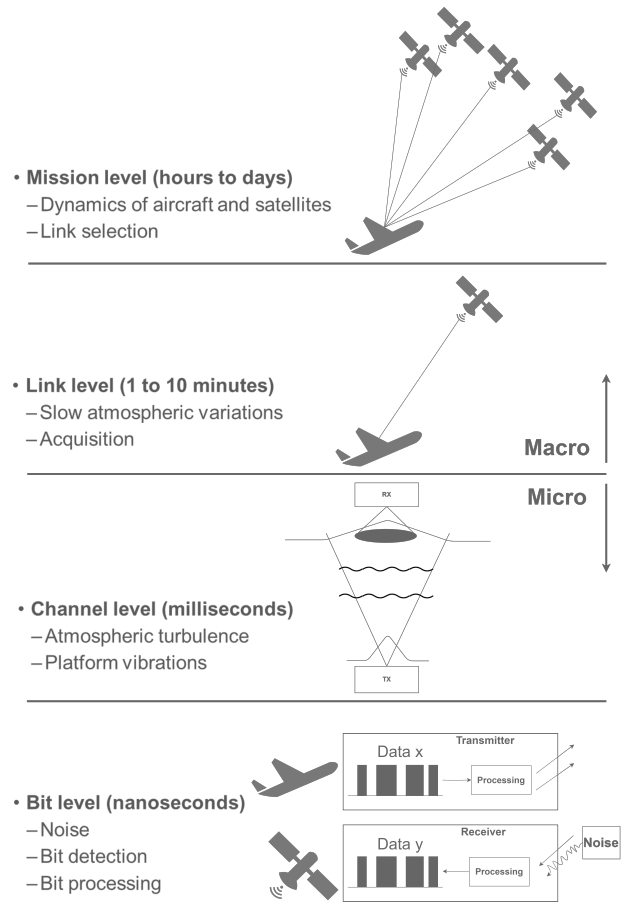 • Mission level (hours to days)
–Dynamics of aircraft and satellites
–Link selection
• Link level (1 to 10 minutes)
–Slow atmospheric variations
–Acquisition
Macro
Micro
RX
• Channel level (milliseconds)
–Atmospheric turbulence
–Platform vibrations
TX
• Bit level (nanoseconds)
–Noise
–Bit detection
–Bit processing
Transmitter
Data x
Processing
Receiver
Data y
Processing
Noise